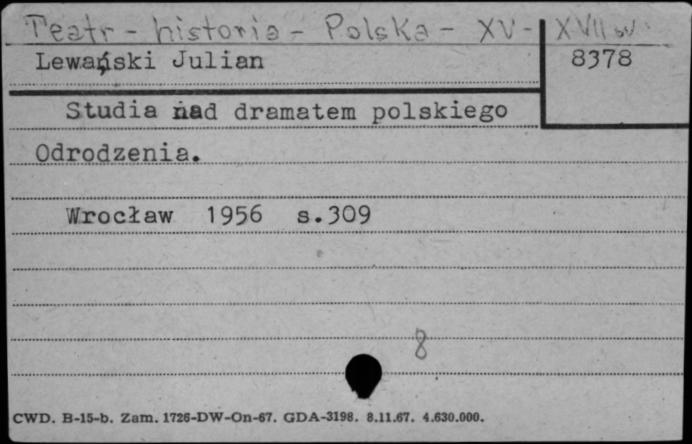 Teatr - historia - Polska - XV - XVII w.
Lewański Julian
8378
Studia nad dramatem polskiego
Odrodzenia.
Wrocław 1956 s.309
8
CWD. B-15-b. Zam. 1726-DW-On-67. GDA-3198. 8.11.67. 4.630.000.